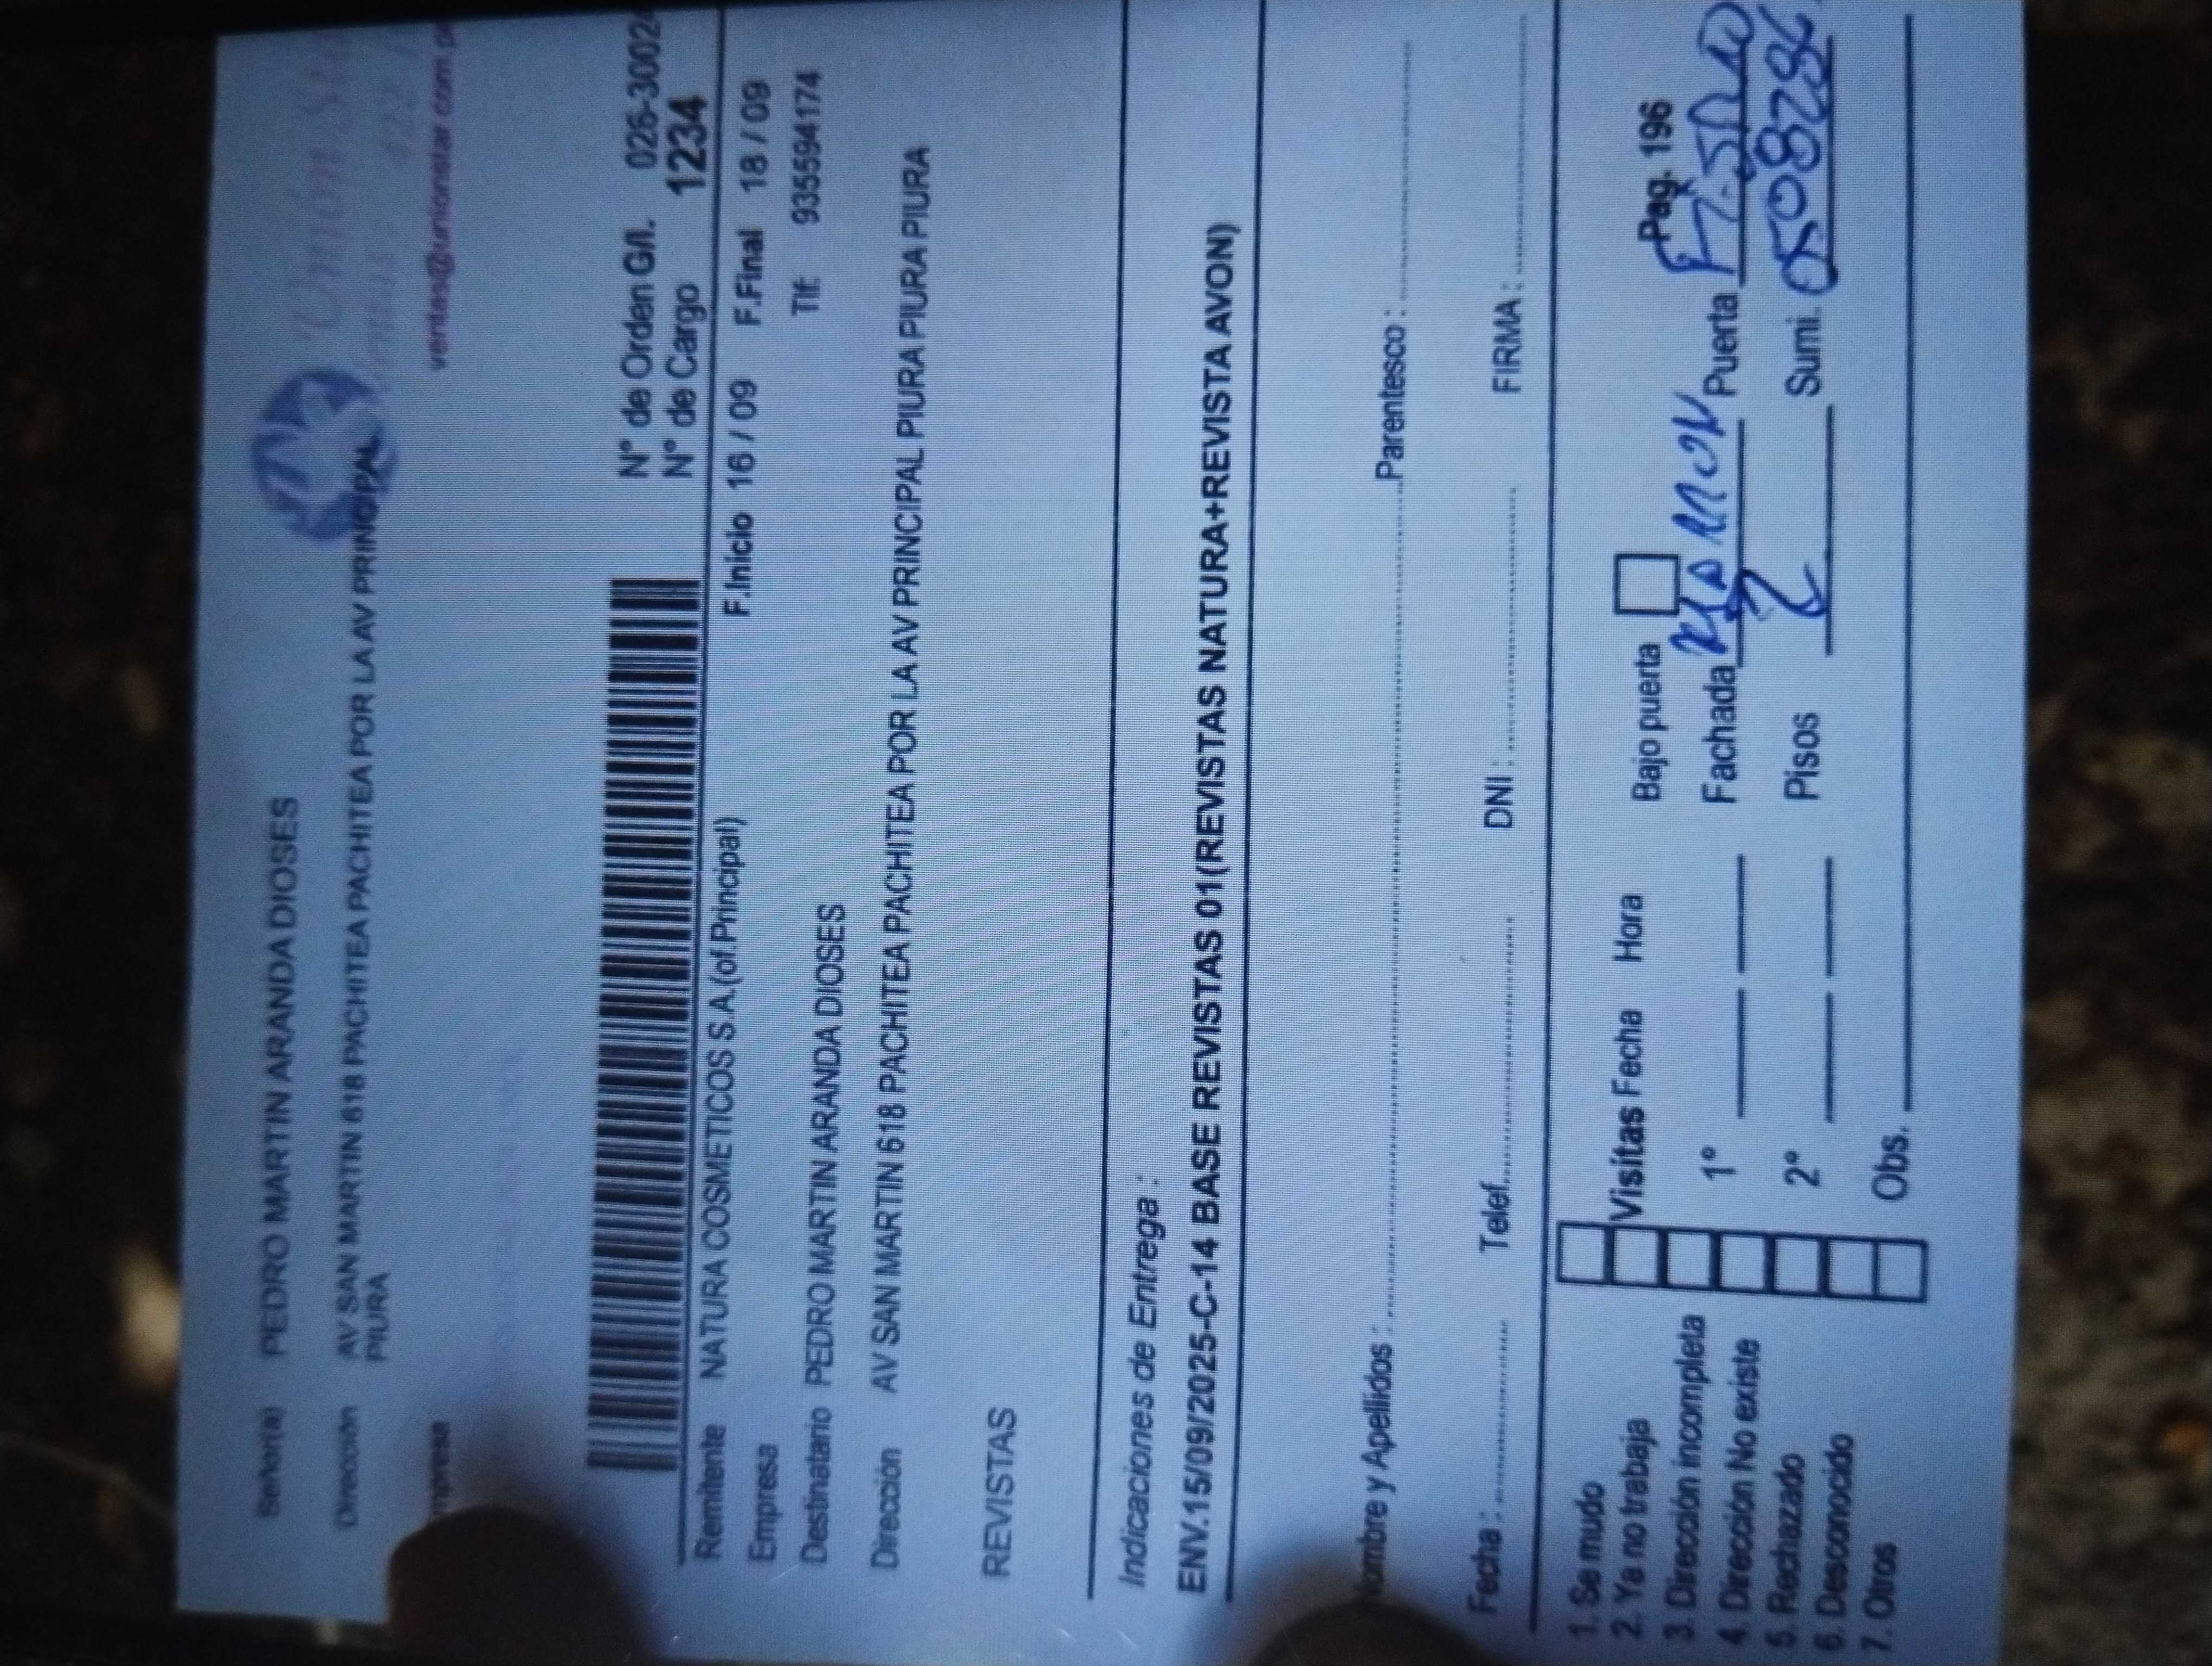 Señor(a) PEDRO MARTIN ARANDA DIOSES
Dirección AV SAN MARTIN 618 PACHITEA PACHITEA POR LA AV PRINCIPAL
PIURA
ventas@unionstar.com.pe
N° de Orden G/I. 026-3002
N° de Cargo 1234
Remitente NATURA COSMETICOS S.A.(of.Principal)
F.Inicio 16 / 09 F.Final 18 / 09
Empresa
Tlf: 935594174
Destinatario PEDRO MARTIN ARANDA DIOSES
Dirección AV SAN MARTIN 618 PACHITEA PACHITEA POR LA AV PRINCIPAL PIURA PIURA PIURA
REVISTAS
Indicaciones de Entrega :
ENV.15/09/2025-C-14 BASE REVISTAS 01(REVISTAS NATURA+REVISTA AVON)
Nombre y Apellidos : Parentesco :
Fecha : Telef. DNI : FIRMA :
1. Se mudo
2. Ya no trabaja
3. Dirección incompleta
4. Dirección No existe
5. Rechazado
6. Desconocido
7. Otros
Visitas Fecha Hora Bajo puerta Pag. 196
1° Fachada Puerta
2° Pisos 2 Sumi.
Obs.